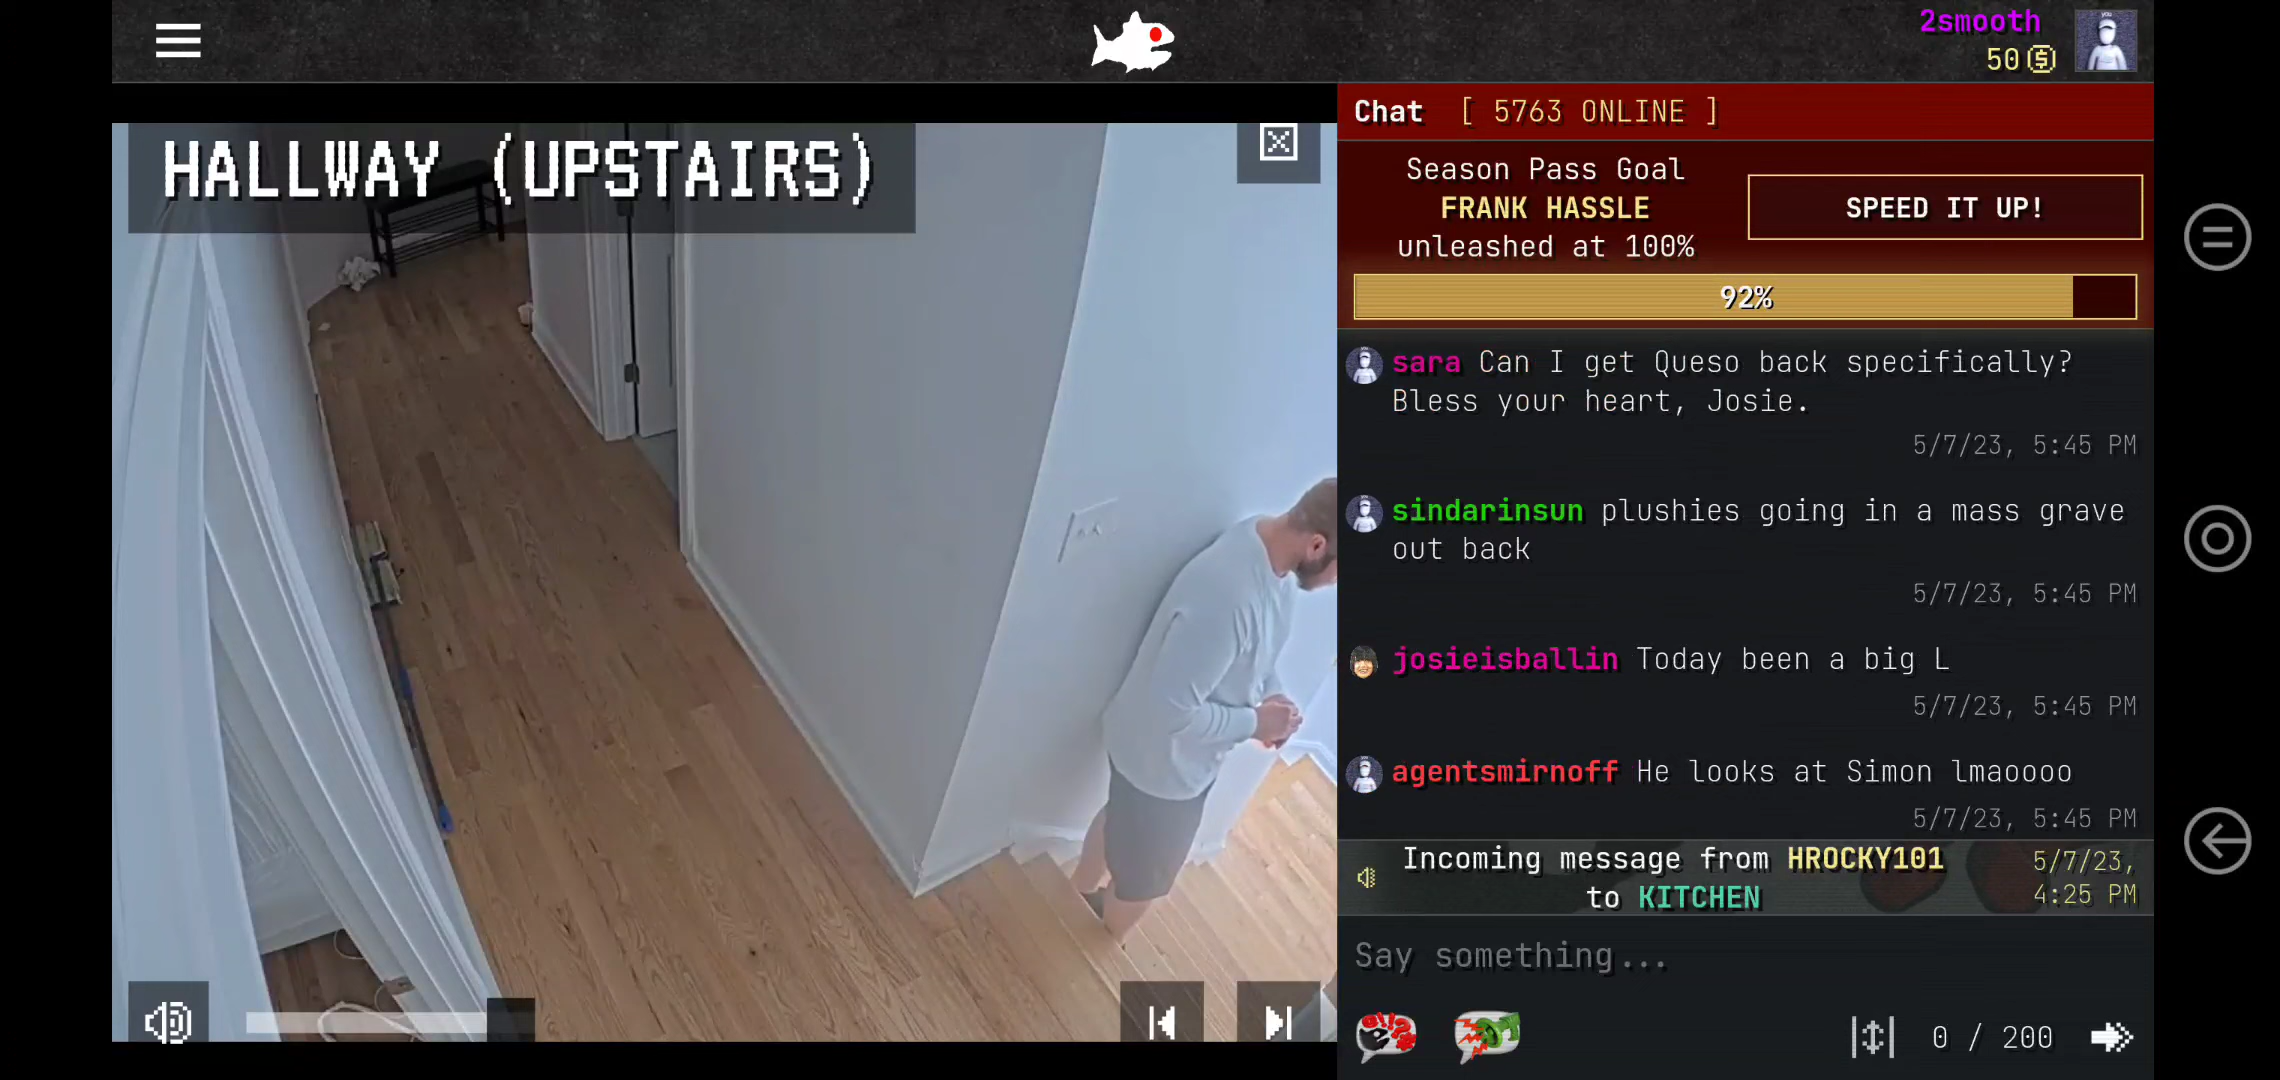 2smooth
50
HALLWAY (UPSTAIRS)
Chat [ 5763 ONLINE ]
Season Pass Goal
FRANK HASSLE
unleashed at 100%
SPEED IT UP!
92%
sara Can I get Queso back specifically?
Bless your heart, Josie.
5/7/23, 5:45 PM
sindarinsun plushies going in a mass grave
out back
5/7/23, 5:45 PM
josieisballin Today been a big L
5/7/23, 5:45 PM
agentsmirnoff He looks at Simon lmaoooo
5/7/23, 5:45 PM
Incoming message from HROCKY101
to KITCHEN
5/7/23,
4:25 PM
Say something...
0 / 200